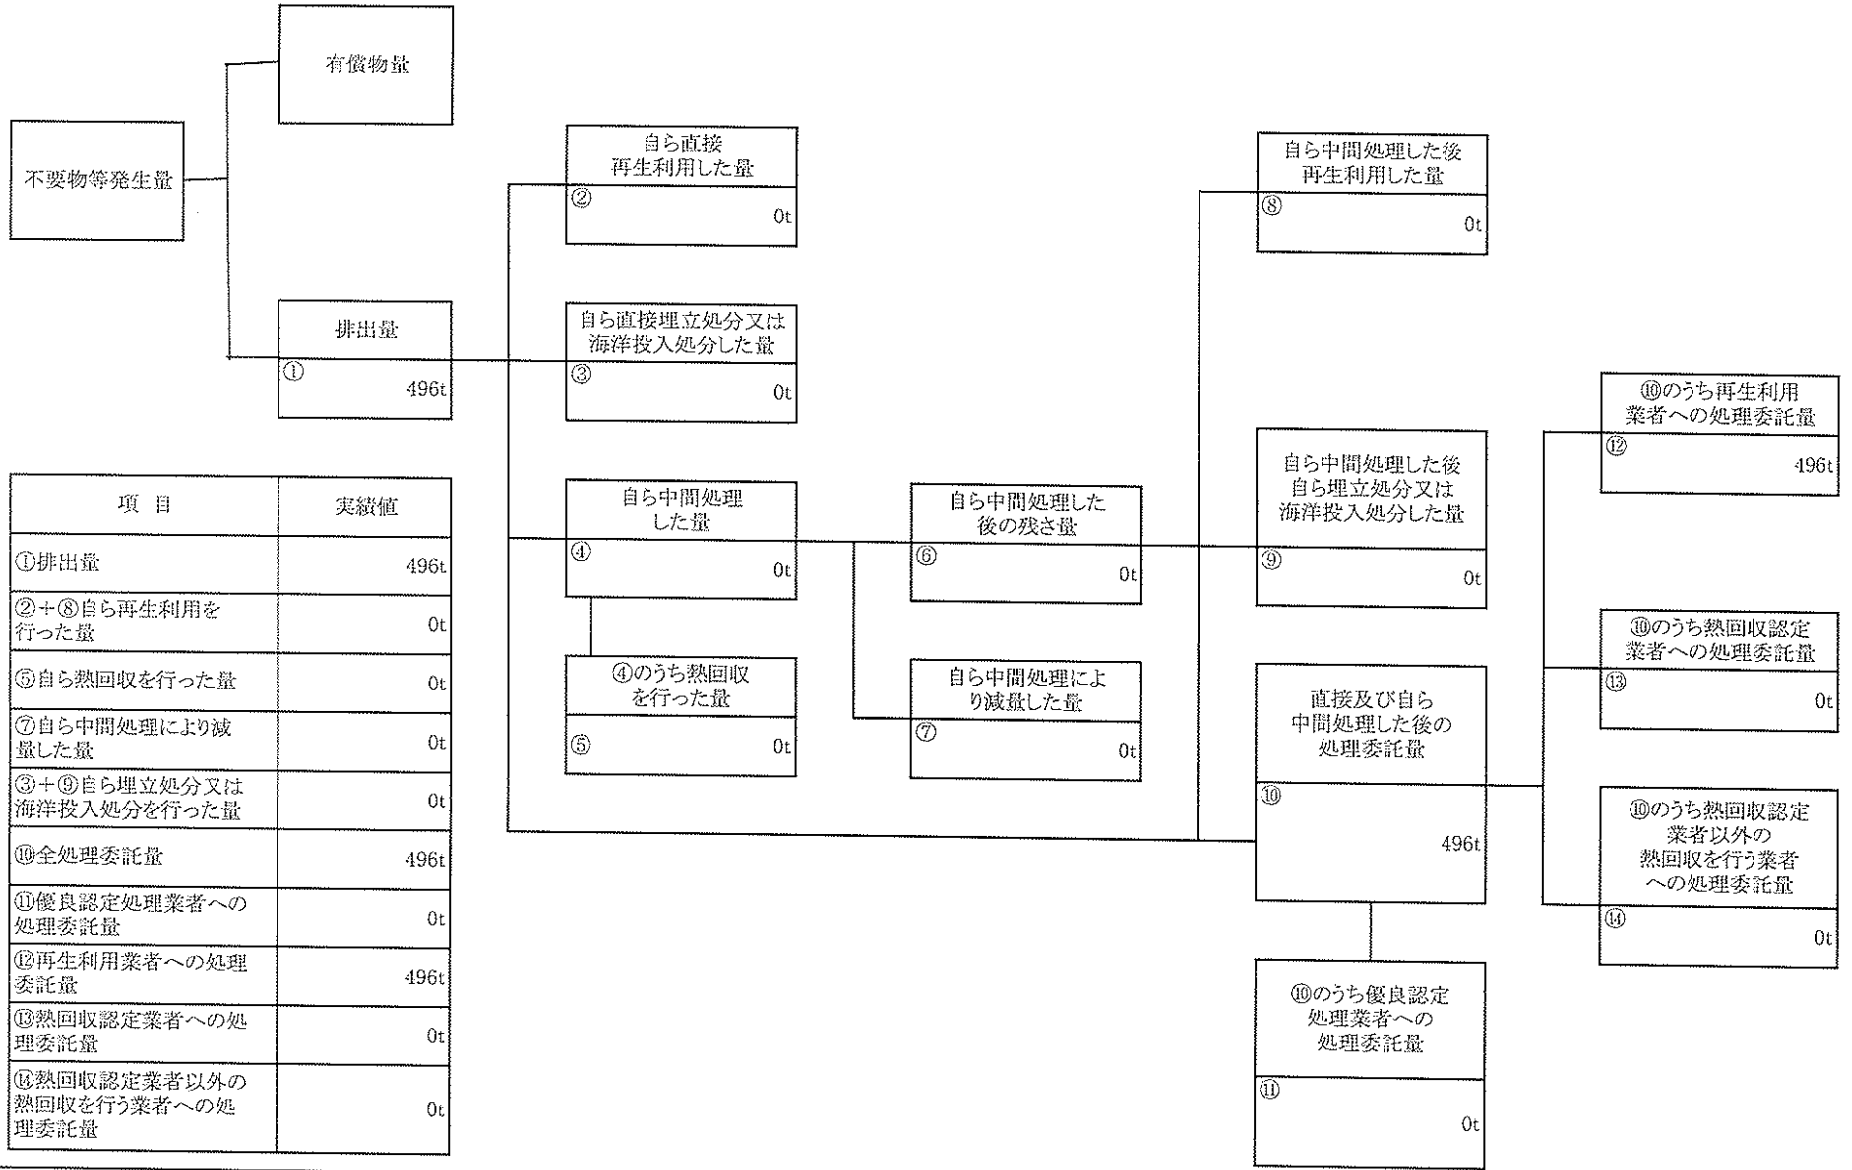 有償物量
不要物等発生量
排出量
①
496t
自ら直接
再生利用した量
②
0t
自ら直接埋立処分又は
海洋投入処分した量
③
0t
自ら中間処理
した量
④
0t
④のうち熱回収
を行った量
⑤
0t
自ら中間処理した
後の残さ量
⑥
0t
自ら中間処理によ
り減量した量
⑦
0t
自ら中間処理した後
再生利用した量
⑧
0t
自ら中間処理した後
自ら埋立処分又は
海洋投入処分した量
⑨
0t
直接及び自ら
中間処理した後の
処理委託量
⑩
496t
⑩のうち優良認定
処理業者への
処理委託量
⑪
0t
⑩のうち再生利用
業者への処理委託量
⑫
496t
⑩のうち熱回収認定
業者への処理委託量
⑬
0t
⑩のうち熱回収認定
業者以外の
熱回収を行う業者
への処理委託量
⑭
0t
項 目 実績値
①排出量 496t
②+⑧自ら再生利用を
行った量 0t
⑤自ら熱回収を行った量 0t
⑦自ら中間処理により減
量した量 0t
③+⑨自ら埋立処分又は
海洋投入処分を行った量 0t
⑩全処理委託量 496t
⑪優良認定処理業者への
処理委託量 0t
⑫再生利用業者への処理
委託量 496t
⑬熱回収認定業者への処
理委託量 0t
⑭熱回収認定業者以外の
熱回収を行う業者への処
理委託量 0t